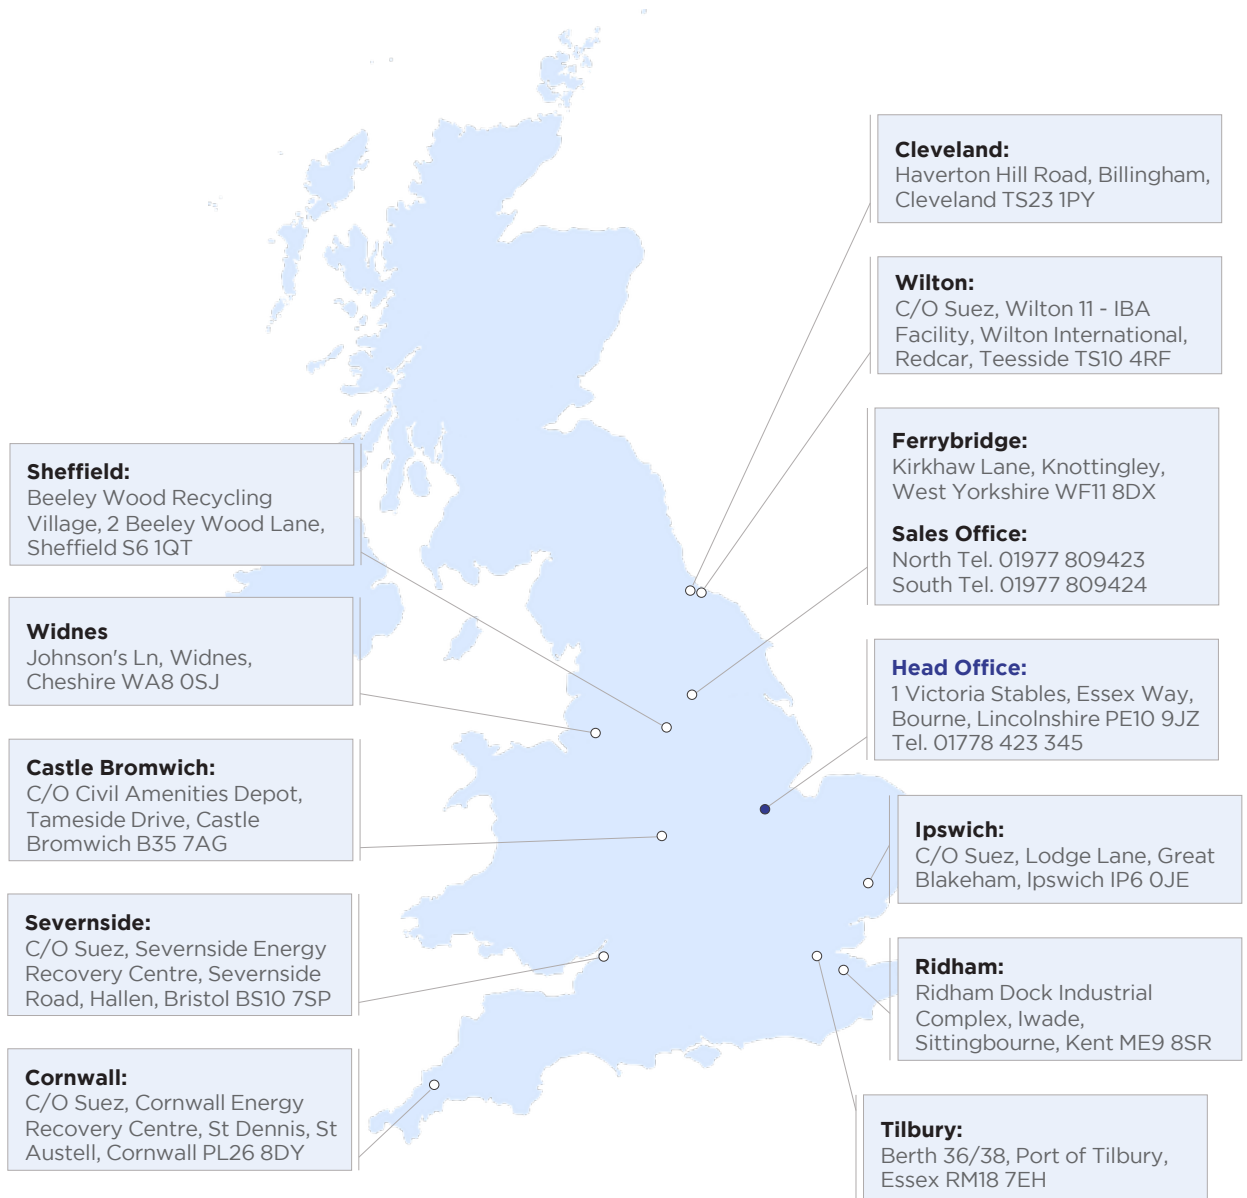 Cleveland:
Haverton Hill Road, Billingham,
Cleveland TS23 1PY
Wilton:
C/O Suez, Wilton 11 - IBA
Facility, Wilton International,
Redcar, Teesside TS10 4RF
Ferrybridge:
Kirkhaw Lane, Knottingley,
West Yorkshire WF11 8DX
Sales Office:
North Tel. 01977 809423
South Tel. 01977 809424
Sheffield:
Beeley Wood Recycling
Village, 2 Beeley Wood Lane,
Sheffield S6 1QT
Widnes
Johnson's Ln, Widnes,
Cheshire WA8 0SJ
Head Office:
1 Victoria Stables, Essex Way,
Bourne, Lincolnshire PE10 9JZ
Tel. 01778 423 345
Castle Bromwich:
C/O Civil Amenities Depot,
Tameside Drive, Castle
Bromwich B35 7AG
Ipswich:
C/O Suez, Lodge Lane, Great
Blakeham, Ipswich IP6 0JE
Severnside:
C/O Suez, Severnside Energy
Recovery Centre, Severnside
Road, Hallen, Bristol BS10 7SP
Ridham:
Ridham Dock Industrial
Complex, Iwade,
Sittingbourne, Kent ME9 8SR
Cornwall:
C/O Suez, Cornwall Energy
Recovery Centre, St Dennis, St
Austell, Cornwall PL26 8DY
Tilbury:
Berth 36/38, Port of Tilbury,
Essex RM18 7EH